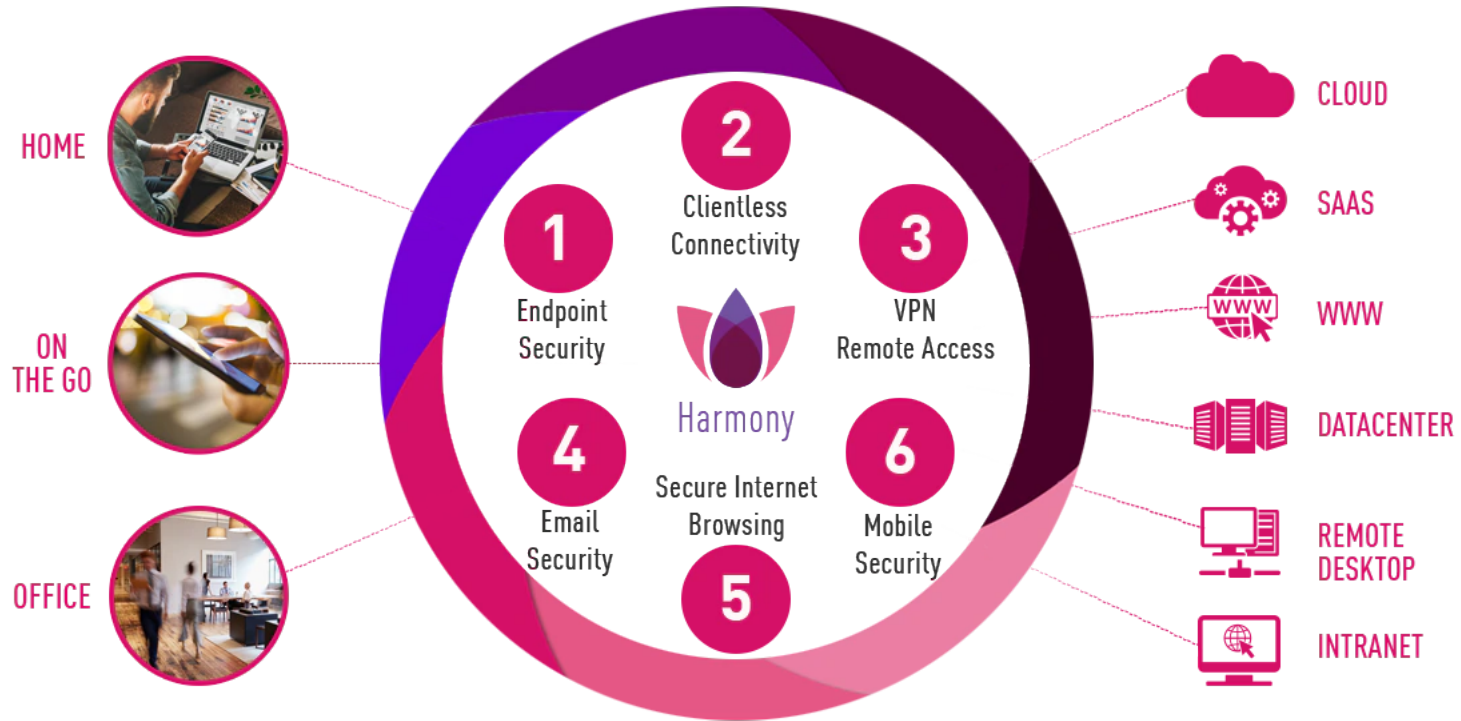 HOME
ON
THE GO
OFFICE
1
Endpoint
Security
2
Clientless
Connectivity
3
VPN
Remote Access
Harmony
4
Email
Security
Secure Internet
Browsing
5
6
Mobile
Security
CLOUD
SAAS
WWW
WWW
DATACENTER
REMOTE
DESKTOP
INTRANET